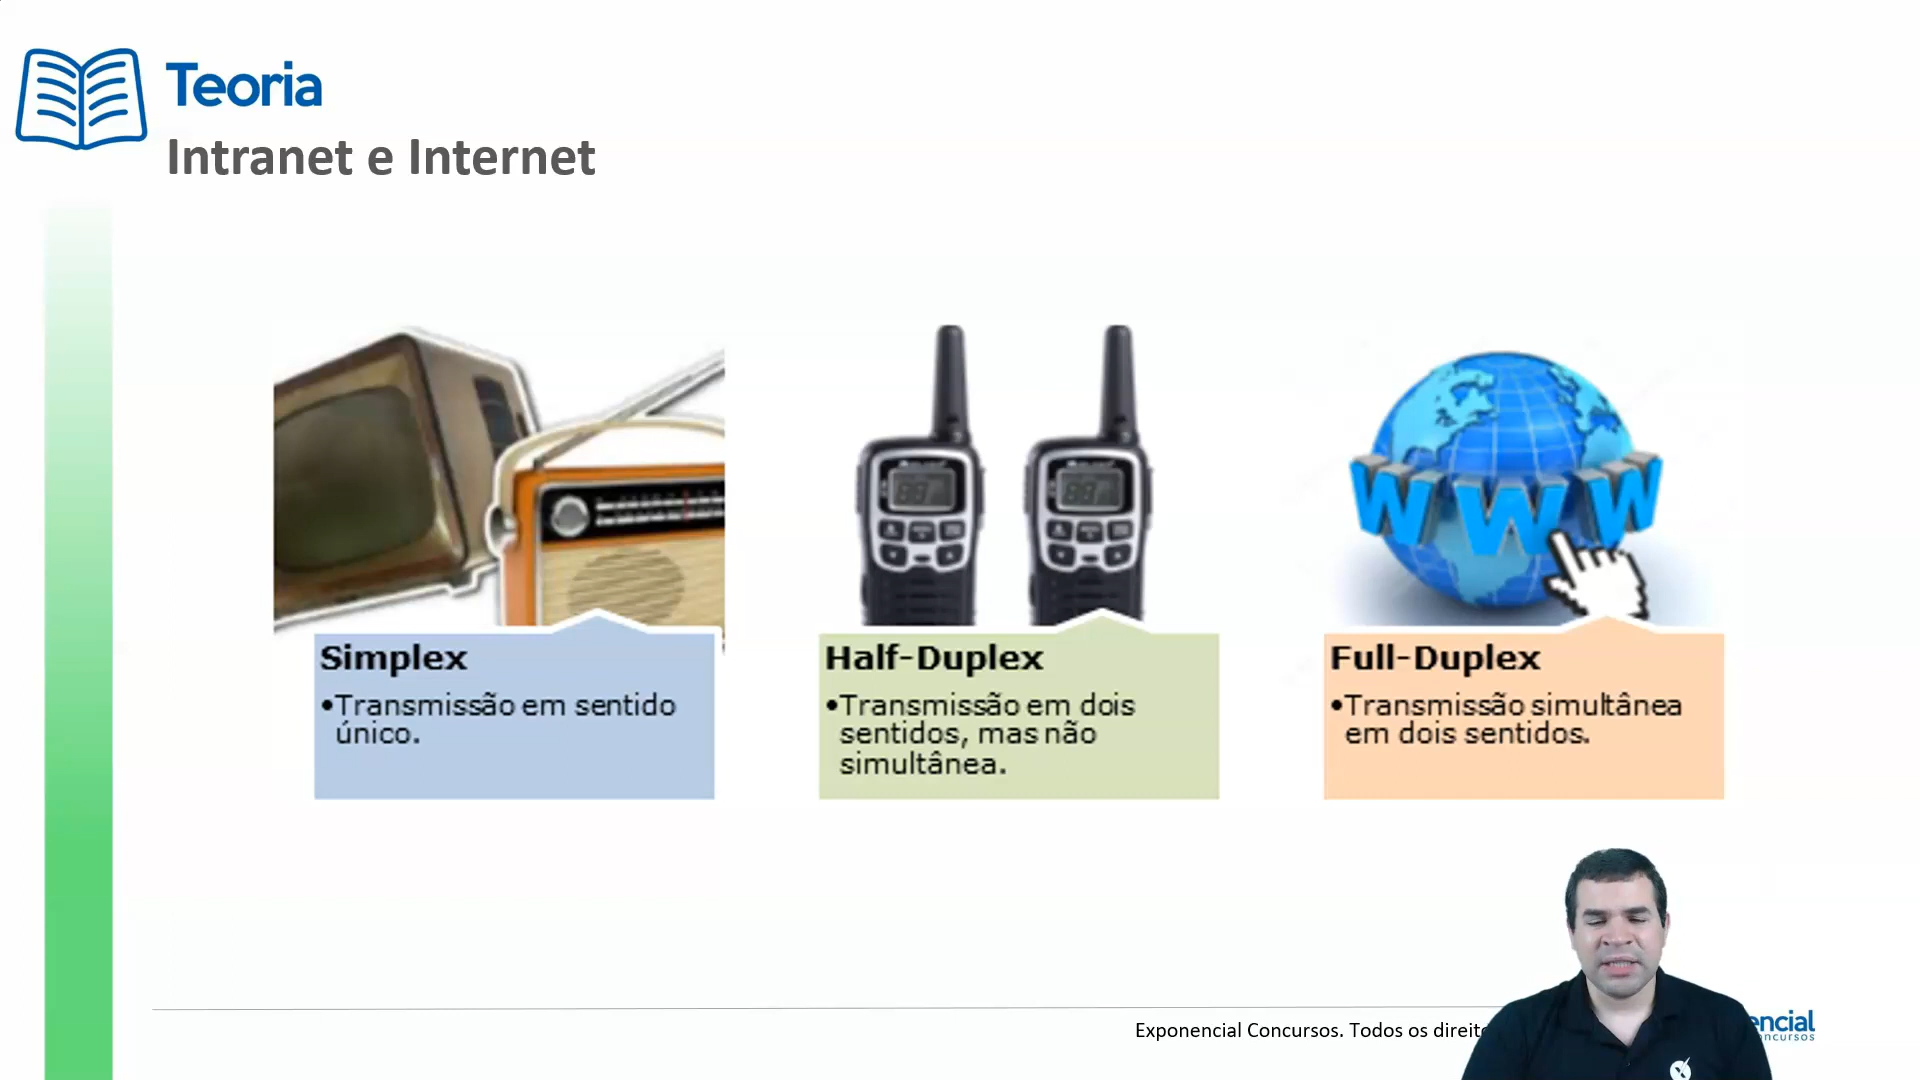 Teoria
Intranet e Internet
WWW
Simplex
•Transmissão em sentido
único.
Half-Duplex
•Transmissão em dois
sentidos, mas não
simultânea.
Full-Duplex
•Transmissão simultânea
em dois sentidos.
Exponencial Concursos. Todos os